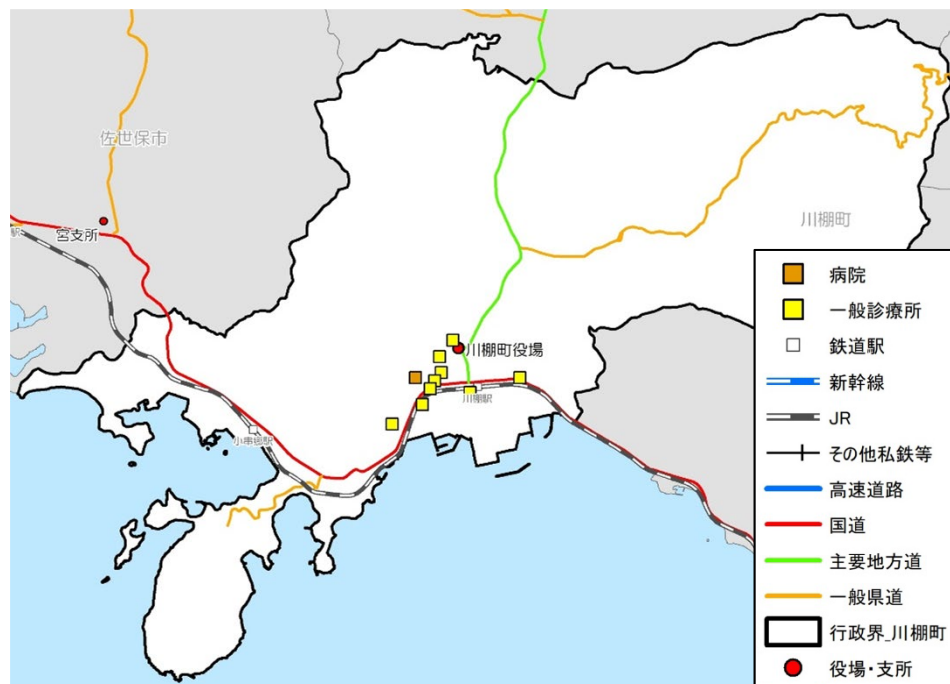 佐世保市
宮支所
駅
川棚町
川棚町役場
川棚駅
小串郷駅
病院
一般診療所
鉄道駅
新幹線
JR
その他私鉄等
高速道路
国道
主要地方道
一般県道
行政界_川棚町
役場・支所